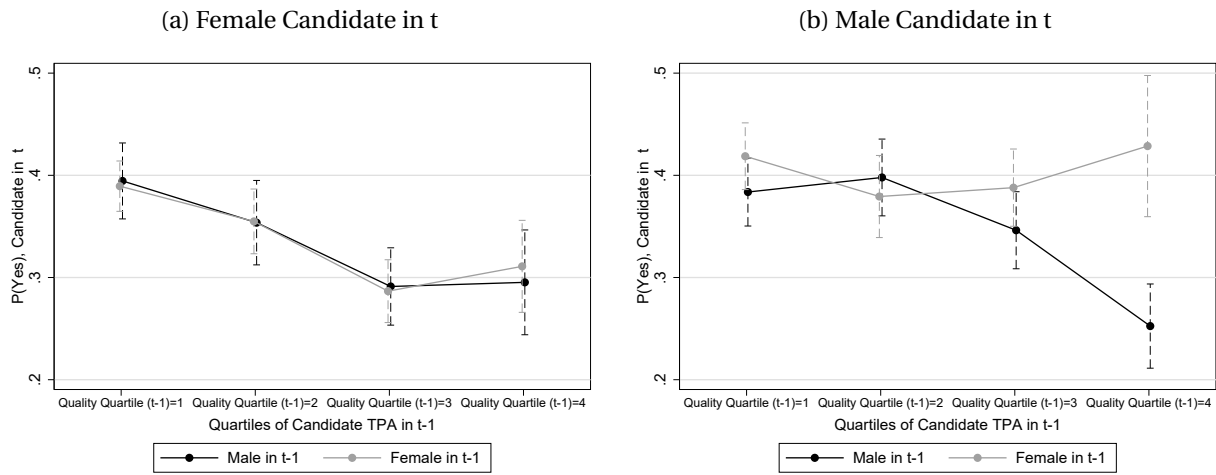 (a) Female Candidate in t
P(Yes), Candidate in t
.5
.4
.3
.2
Quality Quartile (t-1)=1 Quality Quartile (t-1)=2 Quality Quartile (t-1)=3 Quality Quartile (t-1)=4
Quartiles of Candidate TPA in t-1
Male in t-1 Female in t-1
(b) Male Candidate in t
P(Yes), Candidate in t
.5
.4
.3
.2
Quality Quartile (t-1)=1 Quality Quartile (t-1)=2 Quality Quartile (t-1)=3 Quality Quartile (t-1)=4
Quartiles of Candidate TPA in t-1
Male in t-1 Female in t-1